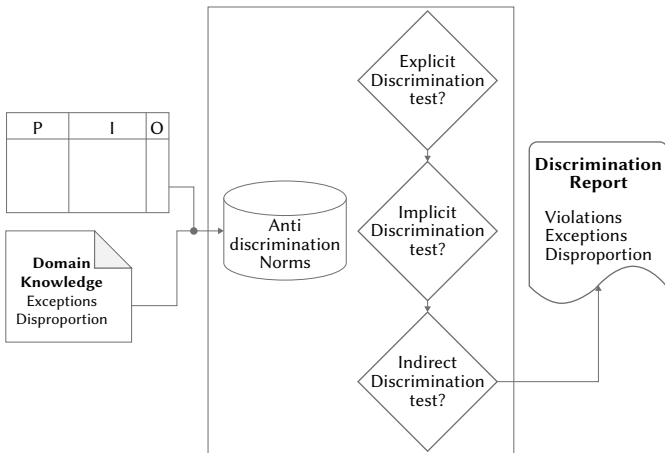 P I O
Domain
Knowledge
Exceptions
Disproportion
Anti
discrimination
Norms
Explicit
Discrimination
test?
Implicit
Discrimination
test?
Indirect
Discrimination
test?
Discrimination
Report
Violations
Exceptions
Disproportion